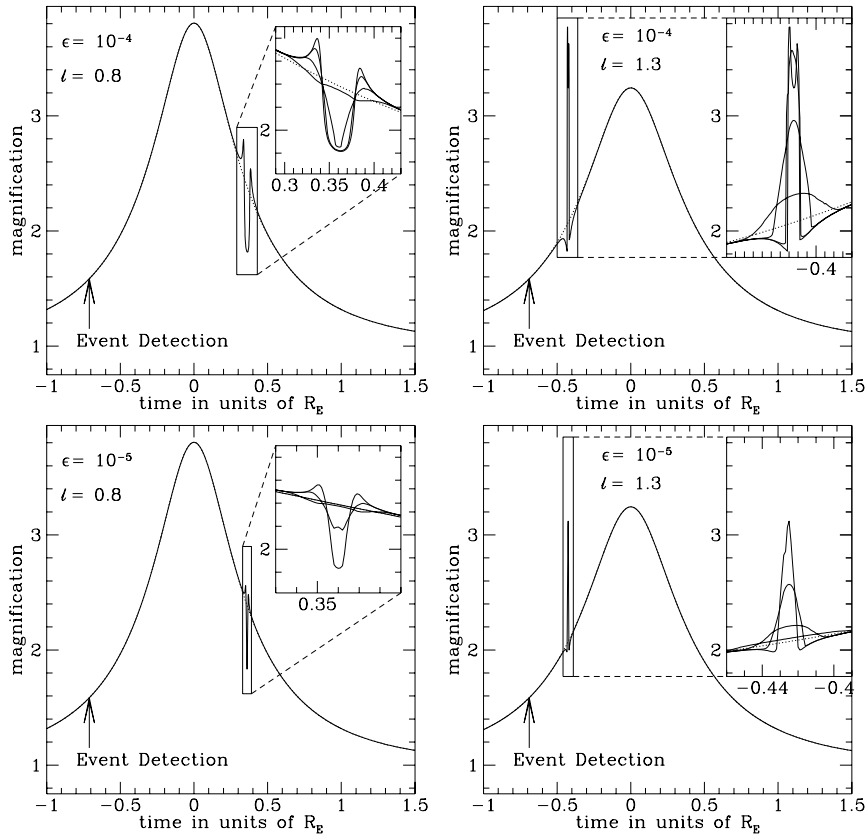 ϵ = 10⁻⁴
l = 0.8
magnification
3
2
1
2
0.3 0.35 0.4
Event Detection
−1 −0.5 0 0.5 1 1.5
time in units of R_E
ϵ = 10⁻⁴
l = 1.3
magnification
3
2
1
−0.4
Event Detection
−1 −0.5 0 0.5 1 1.5
time in units of R_E
ϵ = 10⁻⁵
l = 0.8
magnification
3
2
1
2
0.35
Event Detection
−1 −0.5 0 0.5 1 1.5
time in units of R_E
ϵ = 10⁻⁵
l = 1.3
magnification
3
2
1
−0.44 −0.4
Event Detection
−1 −0.5 0 0.5 1 1.5
time in units of R_E